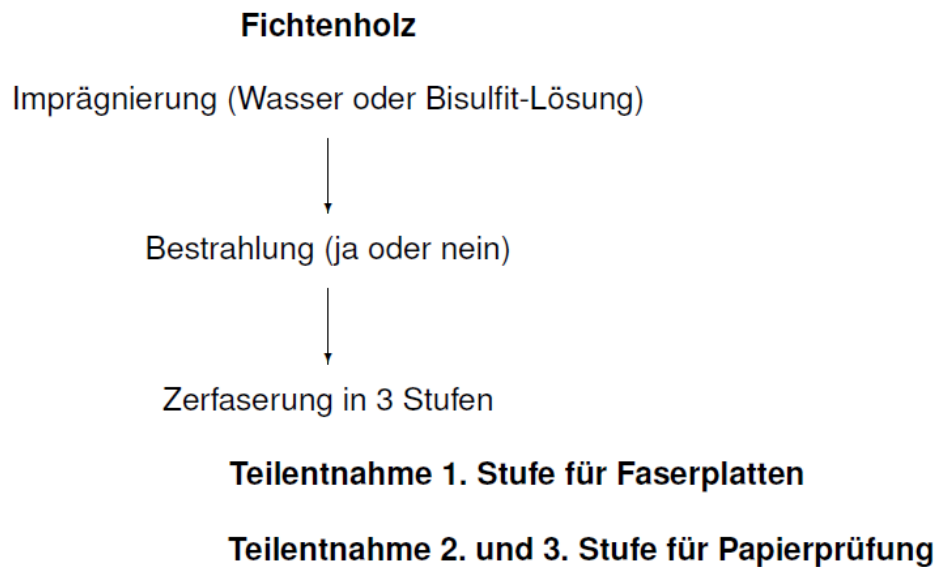 Fichtenholz
Imprägnierung (Wasser oder Bisulfit-Lösung)
Bestrahlung (ja oder nein)
Zerfaserung in 3 Stufen
Teilentnahme 1. Stufe für Faserplatten
Teilentnahme 2. und 3. Stufe für Papierprüfung